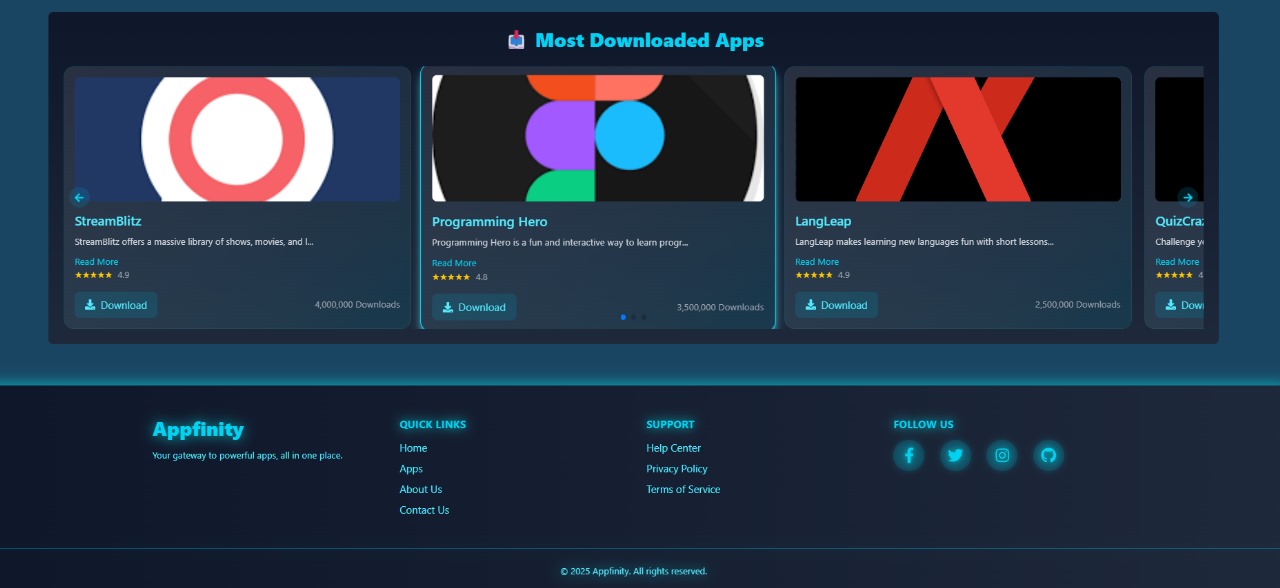 Most Downloaded Apps
StreamBlitz
StreamBlitz offers a massive library of shows, movies, and l...
Read More
★★★★★ 4.9
Download
4,000,000 Downloads
Programming Hero
Programming Hero is a fun and interactive way to learn progr...
Read More
★★★★★ 4.8
Download
3,500,000 Downloads
LangLeap
LangLeap makes learning new languages fun with short lessons...
Read More
★★★★★ 4.9
Download
2,500,000 Downloads
QuizCraz
Challenge y
Read More
★★★★★ 4
Dow
Appfinity
Your gateway to powerful apps, all in one place.
QUICK LINKS
Home
Apps
About Us
Contact Us
SUPPORT
Help Center
Privacy Policy
Terms of Service
FOLLOW US
© 2025 Appfinity. All rights reserved.